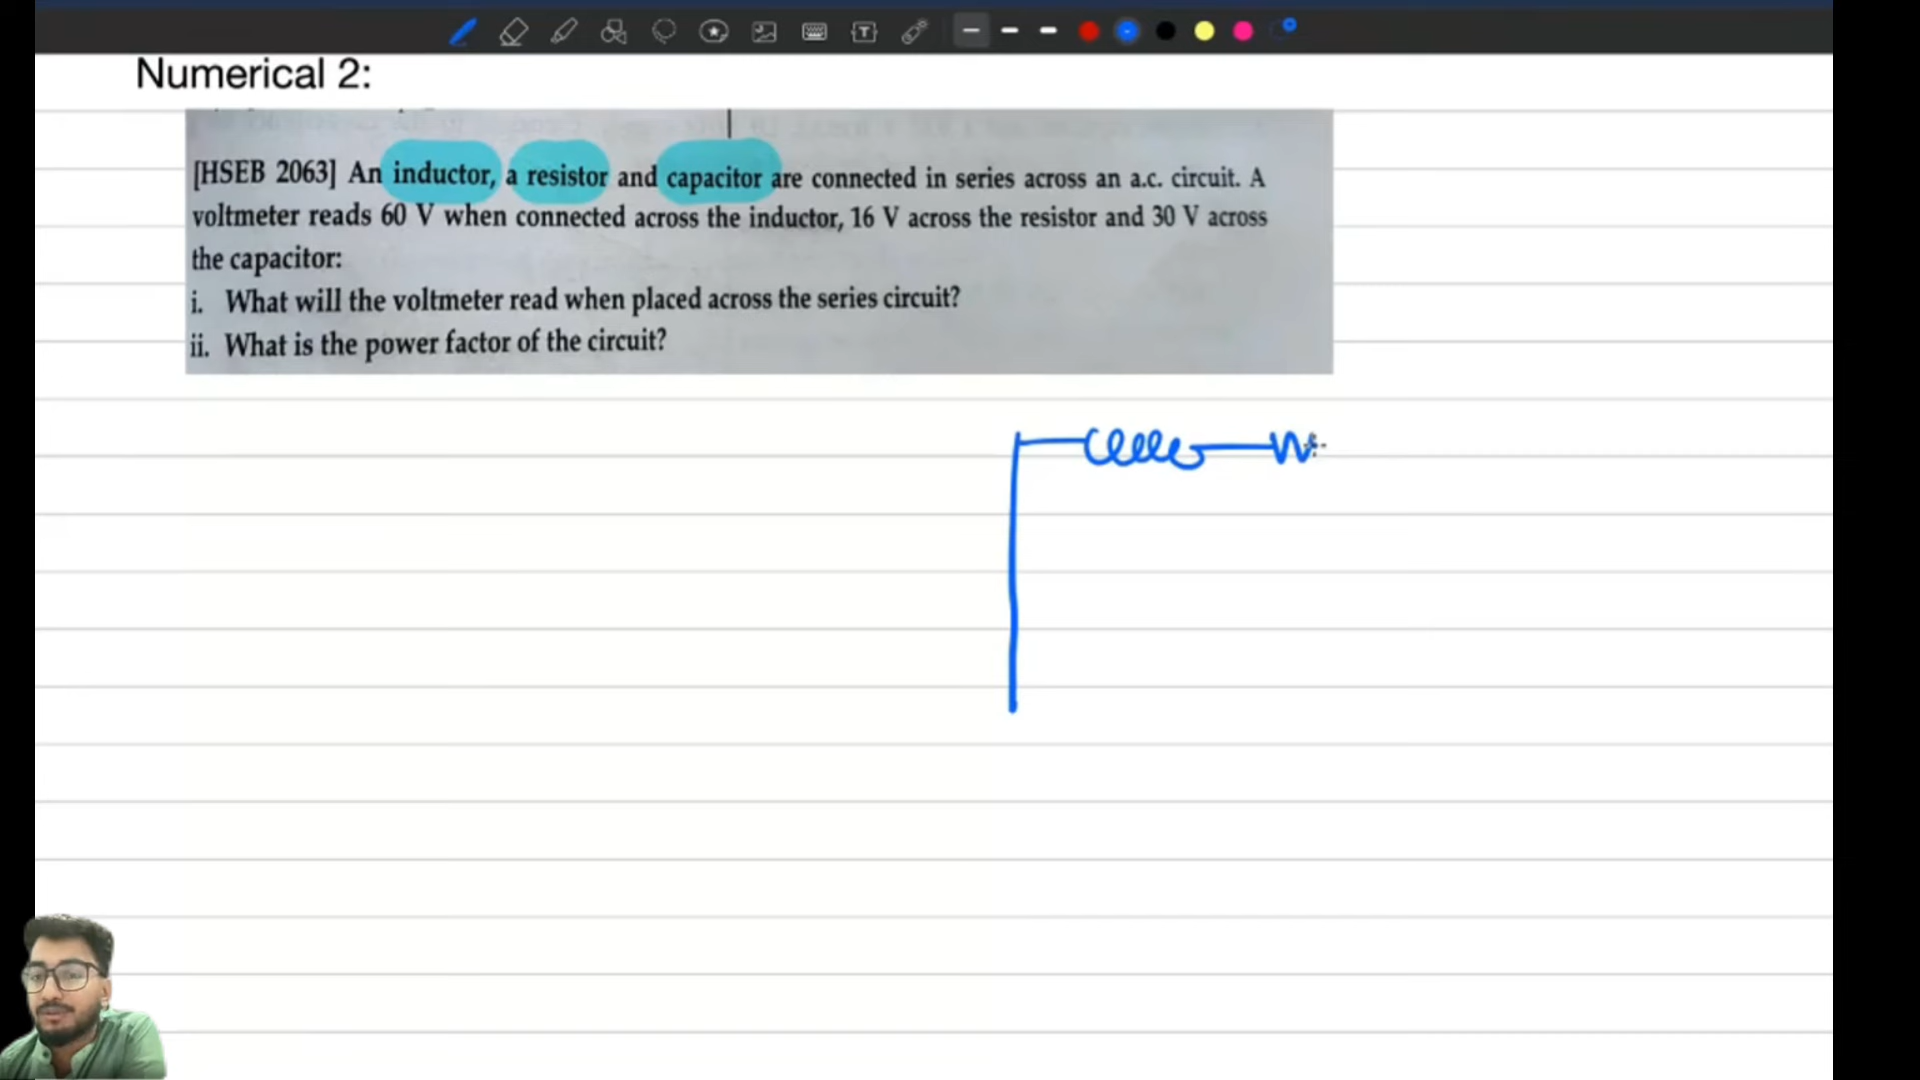 Numerical 2:
[HSEB 2063] An inductor, a resistor and capacitor are connected in series across an a.c. circuit. A
voltmeter reads 60 V when connected across the inductor, 16 V across the resistor and 30 V across
the capacitor:
i. What will the voltmeter read when placed across the series circuit?
ii. What is the power factor of the circuit?